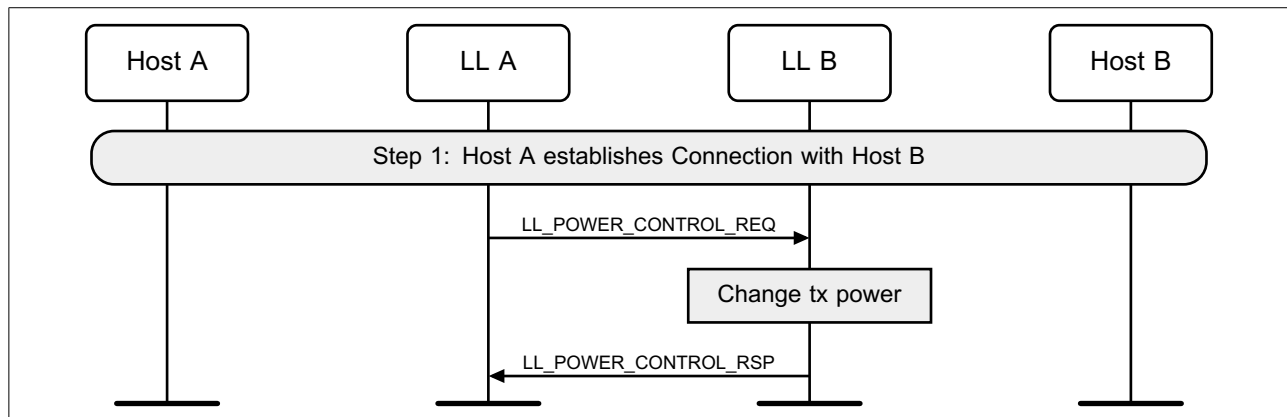 Host A
LL A
LL B
Host B
Step 1: Host A establishes Connection with Host B
LL_POWER_CONTROL_REQ
Change tx power
LL_POWER_CONTROL_RSP